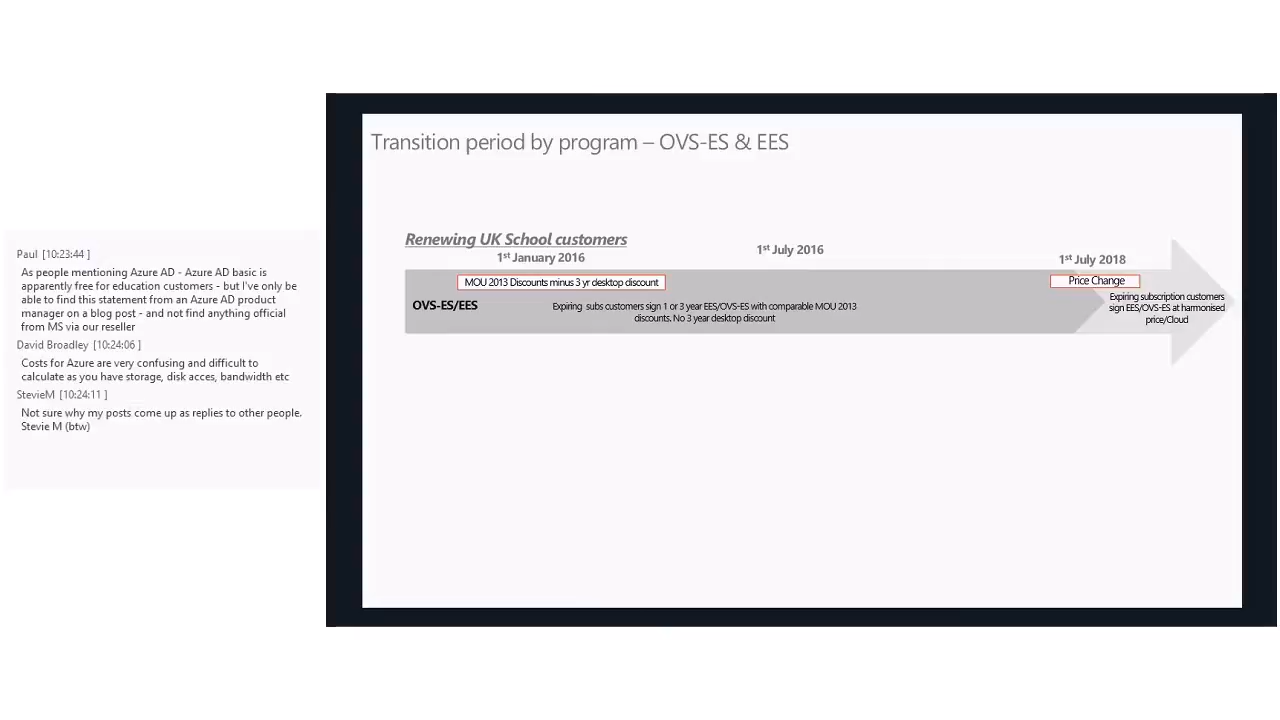 Paul [10:23:44 ]
As people mentioning Azure AD - Azure AD basic is
apparently free for education customers - but I've only be
able to find this statement from an Azure AD product
manager on a blog post - and not find anything official
from MS via our reseller
David Broadley [10:24:06 ]
Costs for Azure are very confusing and difficult to
calculate as you have storage, disk acces, bandwidth etc
StevieM [10:24:11 ]
Not sure why my posts come up as replies to other people.
Stevie M (btw)
Transition period by program – OVS-ES & EES
Renewing UK School customers
1st January 2016
1st July 2016
1st July 2018
MOU 2013 Discounts minus 3 yr desktop discount
Price Change
OVS-ES/EES
Expiring subs customers sign 1 or 3 year EES/OVS-ES with comparable MOU 2013
discounts. No 3 year desktop discount
Expiring subscription customers
sign EES/OVS-ES at harmonised
price/Cloud